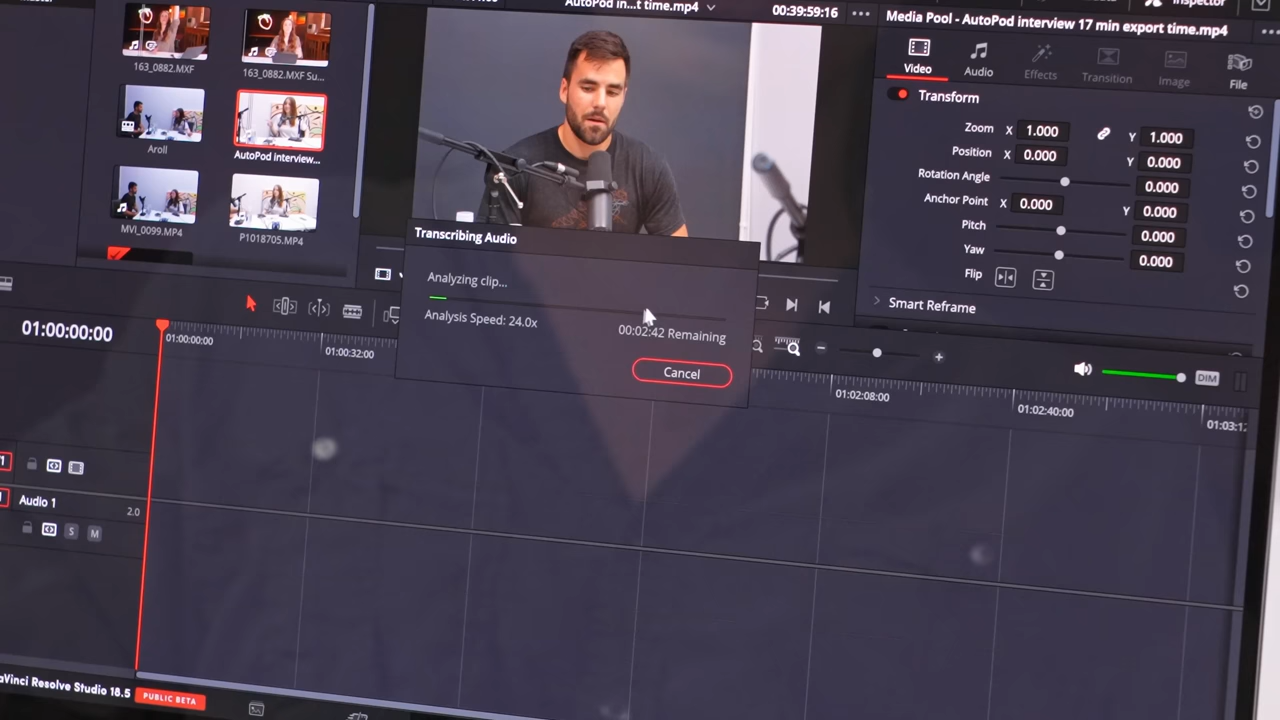 AutoPod in...t time.mp4
00:39:59:16
Inspector
Media Pool - AutoPod interview 17 min export time.mp4
163_0882.MXF
163_0882.MXF Su...
Aroll
AutoPod interview...
MVI_0099.MP4
P1018705.MP4
Video
Audio
Effects
Transition
Image
File
Transform
Zoom X 1.000 Y 1.000
Position X 0.000 Y 0.000
Rotation Angle 0.000
Anchor Point X 0.000 Y 0.000
Pitch 0.000
Yaw 0.000
Flip
Smart Reframe
Transcribing Audio
Analyzing clip...
Analysis Speed: 24.0x
00:02:42 Remaining
Cancel
DIM
01:00:00:00
01:00:00:00
01:00:32:00
01:02:08:00
01:02:40:00
01:03:1
Audio 1
2.0
S M
aVinci Resolve Studio 18.5
PUBLIC BETA